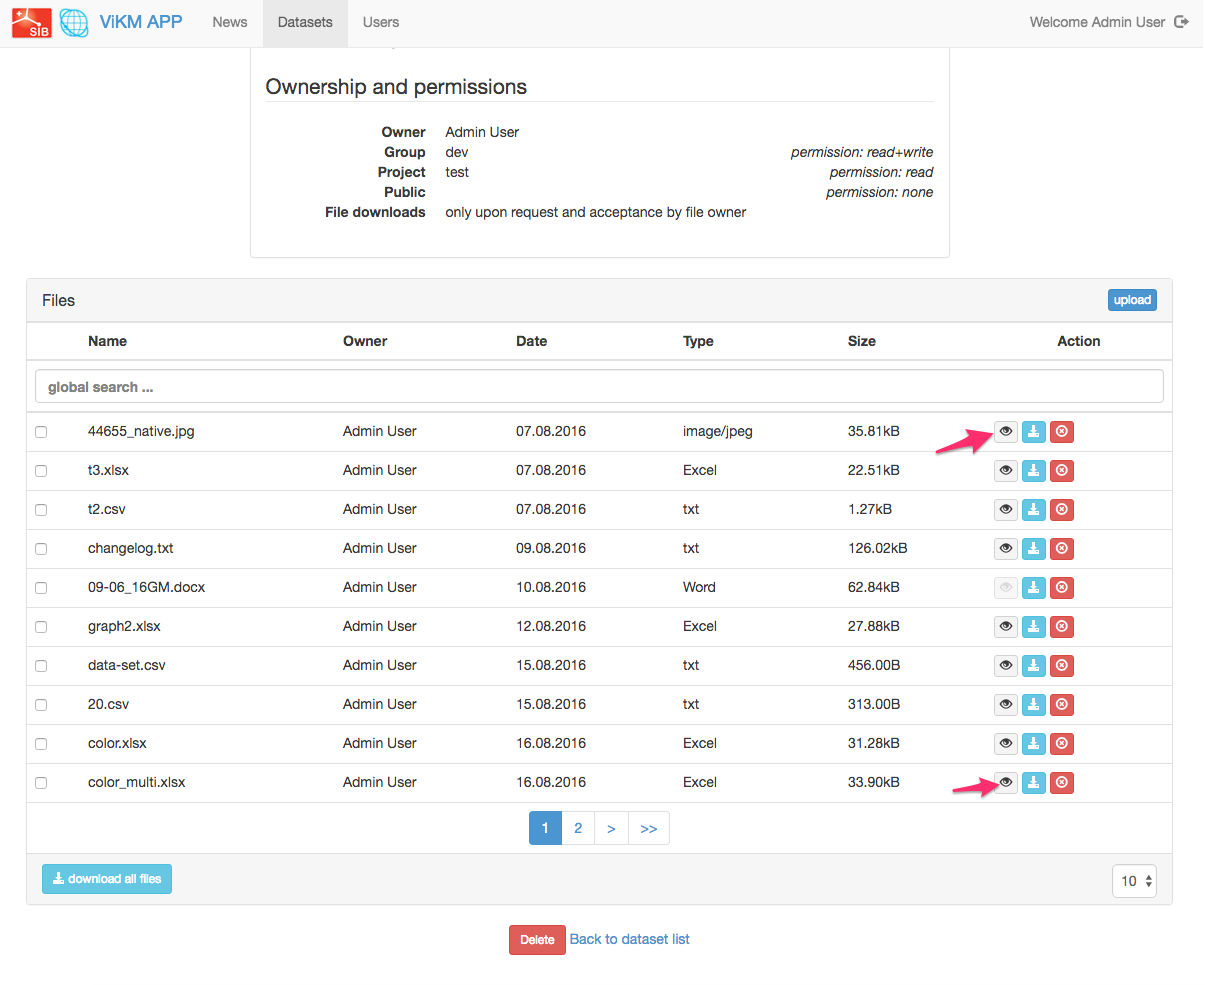 SIB ViKM APP News Datasets Users Welcome Admin User
Ownership and permissions
Owner Admin User
Group dev permission: read+write
Project test permission: read
Public permission: none
File downloads only upon request and acceptance by file owner
Files upload
Name Owner Date Type Size Action
global search ...
44655_native.jpg Admin User 07.08.2016 image/jpeg 35.81kB
t3.xlsx Admin User 07.08.2016 Excel 22.51kB
t2.csv Admin User 07.08.2016 txt 1.27kB
changelog.txt Admin User 09.08.2016 txt 126.02kB
09-06_16GM.docx Admin User 10.08.2016 Word 62.84kB
graph2.xlsx Admin User 12.08.2016 Excel 27.88kB
data-set.csv Admin User 15.08.2016 txt 456.00B
20.csv Admin User 15.08.2016 txt 313.00B
color.xlsx Admin User 16.08.2016 Excel 31.28kB
color_multi.xlsx Admin User 16.08.2016 Excel 33.90kB
1 2 > >>
download all files 10
Delete Back to dataset list